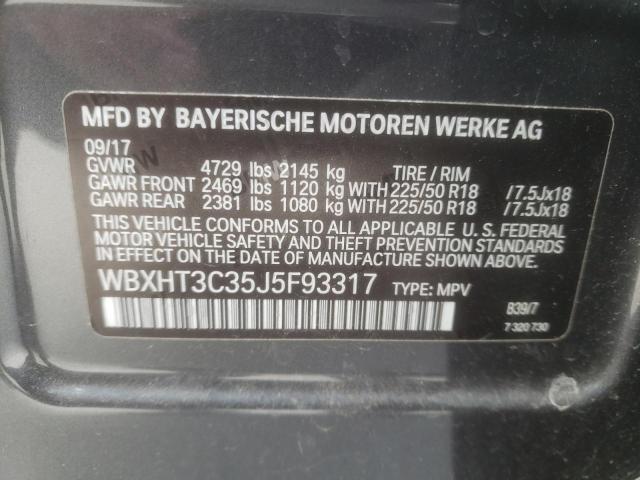 MFD BY BAYERISCHE MOTOREN WERKE AG
09/17
GVWR 4729 lbs 2145 kg TIRE / RIM
GAWR FRONT 2469 lbs 1120 kg WITH 225/50 R18 /7.5Jx18
GAWR REAR 2381 lbs 1080 kg WITH 225/50 R18 /7.5Jx18
THIS VEHICLE CONFORMS TO ALL APPLICABLE U. S. FEDERAL
MOTOR VEHICLE SAFETY AND THEFT PREVENTION STANDARDS
IN EFFECT ON THE DATE OF MANUFACTURE SHOWN ABOVE.
WBXHT3C35J5F93317 TYPE: MPV
B39/7
7 320 730